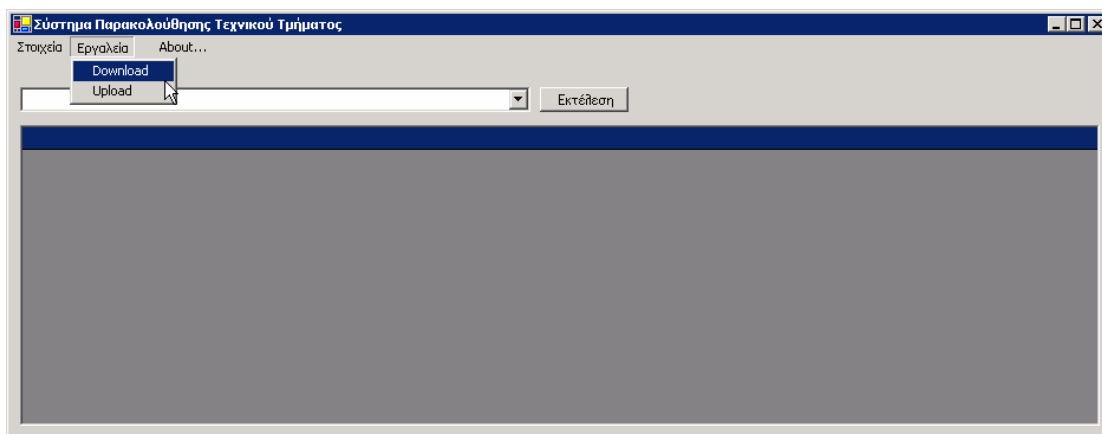 Σύστημα Παρακολούθησης Τεχνικού Τμήματος
Στοιχεία Εργαλεία About...
Download
Upload
Εκτέλεση